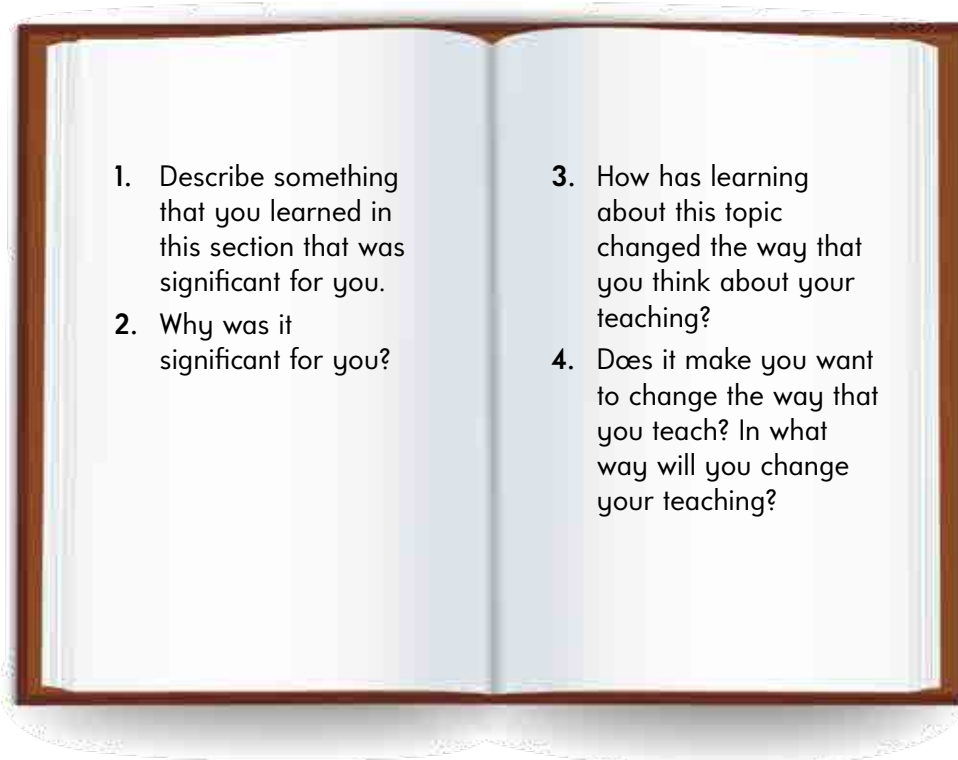 1. Describe something
that you learned in
this section that was
significant for you.
2. Why was it
significant for you?
3. How has learning
about this topic
changed the way that
you think about your
teaching?
4. Does it make you want
to change the way that
you teach? In what
way will you change
your teaching?